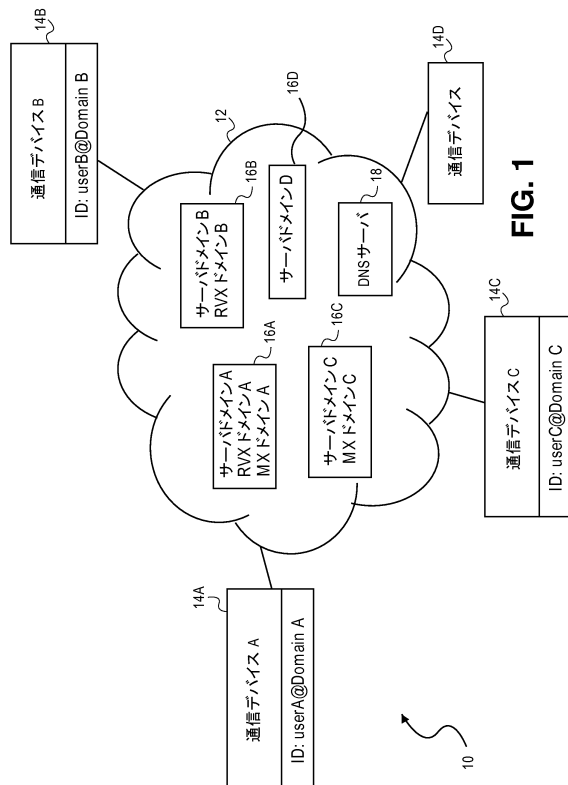 14A
通信デバイス A
ID: userA@Domain A
14B
通信デバイス B
ID: userB@Domain B
12
サーバドメイン A
RVX ドメイン A
MX ドメイン A
16A
サーバドメイン B
RVX ドメイン B
16B
サーバドメイン C
MX ドメイン C
16C
サーバドメイン D
16D
DNS サーバ
18
14C
通信デバイス C
ID: userC@Domain C
14D
通信デバイス
10
FIG. 1